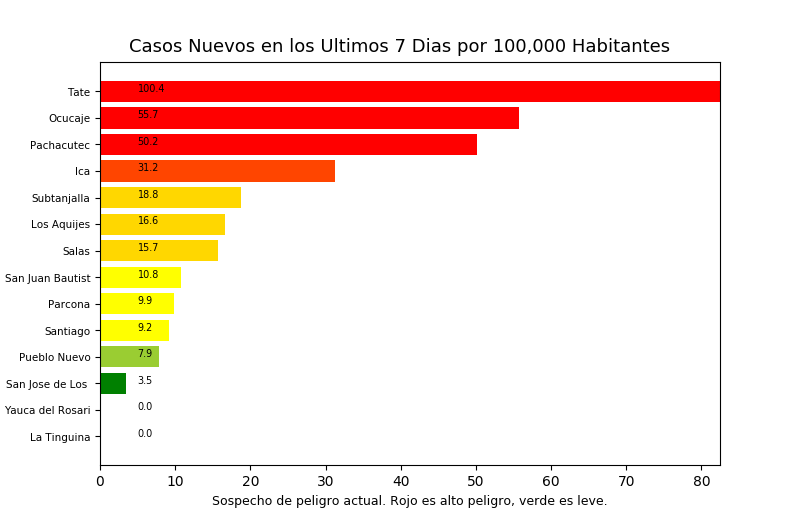 Casos Nuevos en los Ultimos 7 Dias por 100,000 Habitantes
Tate 100.4
Ocucaje 55.7
Pachacutec 50.2
Ica 31.2
Subtanjalla 18.8
Los Aquijes 16.6
Salas 15.7
San Juan Bautist 10.8
Parcona 9.9
Santiago 9.2
Pueblo Nuevo 7.9
San Jose de Los 3.5
Yauca del Rosari 0.0
La Tinguina 0.0
0 10 20 30 40 50 60 70 80
Sospecho de peligro actual. Rojo es alto peligro, verde es leve.